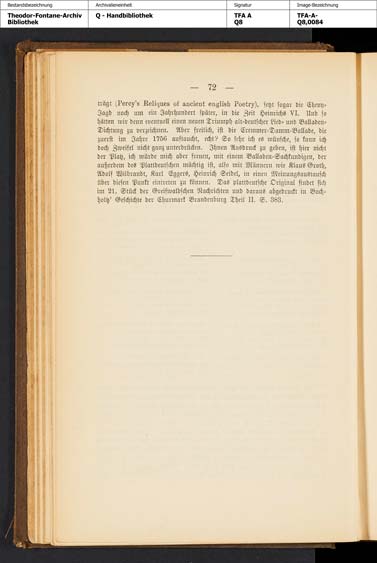 Bestandsbezeichnung
Archivalieneinheit
Signatur
Image-Bezeichnung
Theodor-Fontane-Archiv
Bibliothek
Q - Handbibliothek
TFA A
Q8
TFA-A-
Q8,0084
— 72 —
trägt (Percy's Reliques of ancient english Poetry), setzt sogar die Chevy-
Jagd noch um ein Jahrhundert später, in die Zeit Heinrichs VI. Und so
hätten wir denn eventuell einen neuen Triumph alt-deutscher Lied- und Balladen-
Dichtung zu verzeichnen. Aber freilich, ist die Cremmer-Damm-Ballade, die
zuerst im Jahre 1756 auftaucht, echt? So sehr ich es wünsche, so kann ich
doch Zweifel nicht ganz unterdrücken. Ihnen Ausdruck zu geben, ist hier nicht
der Platz, ich würde mich aber freuen, mit einem Balladen-Sachkundigen, der
außerdem des Plattdeutschen mächtig ist, also mit Männern wie Klaus Groth,
Adolf Wilbrandt, Karl Eggers, Heinrich Seidel, in einen Meinungsaustausch
über diesen Punkt eintreten zu können. Das plattdeutsche Original findet sich
im 21. Stück der Greifswalschen Nachrichten und daraus abgedruckt in Buch-
holtz' Geschichte der Churmark Brandenburg Theil II. S. 383.